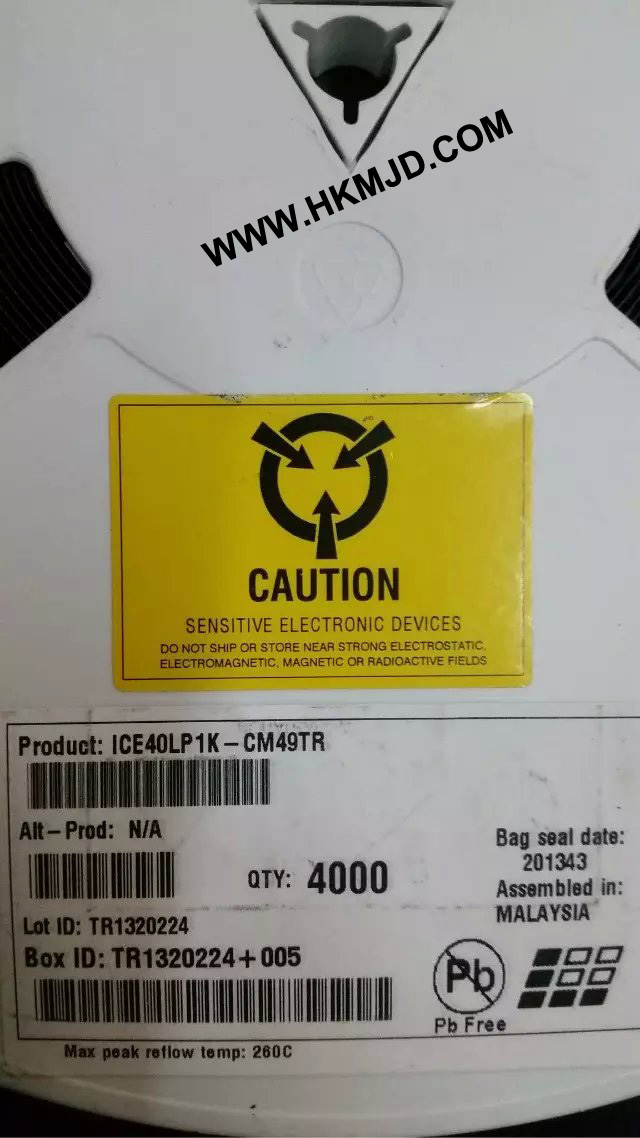 WWW.HKMJD.COM
CAUTION
SENSITIVE ELECTRONIC DEVICES
DO NOT SHIP OR STORE NEAR STRONG ELECTROSTATIC,
ELECTROMAGNETIC, MAGNETIC OR RADIOACTIVE FIELDS
Product: ICE40LP1K-CM49TR
Alt-Prod: N/A
QTY: 4000
Bag seal date:
201343
Assembled in:
MALAYSIA
Lot ID: TR1320224
Box ID: TR1320224+005
Pb
Pb Free
Max peak reflow temp: 260C